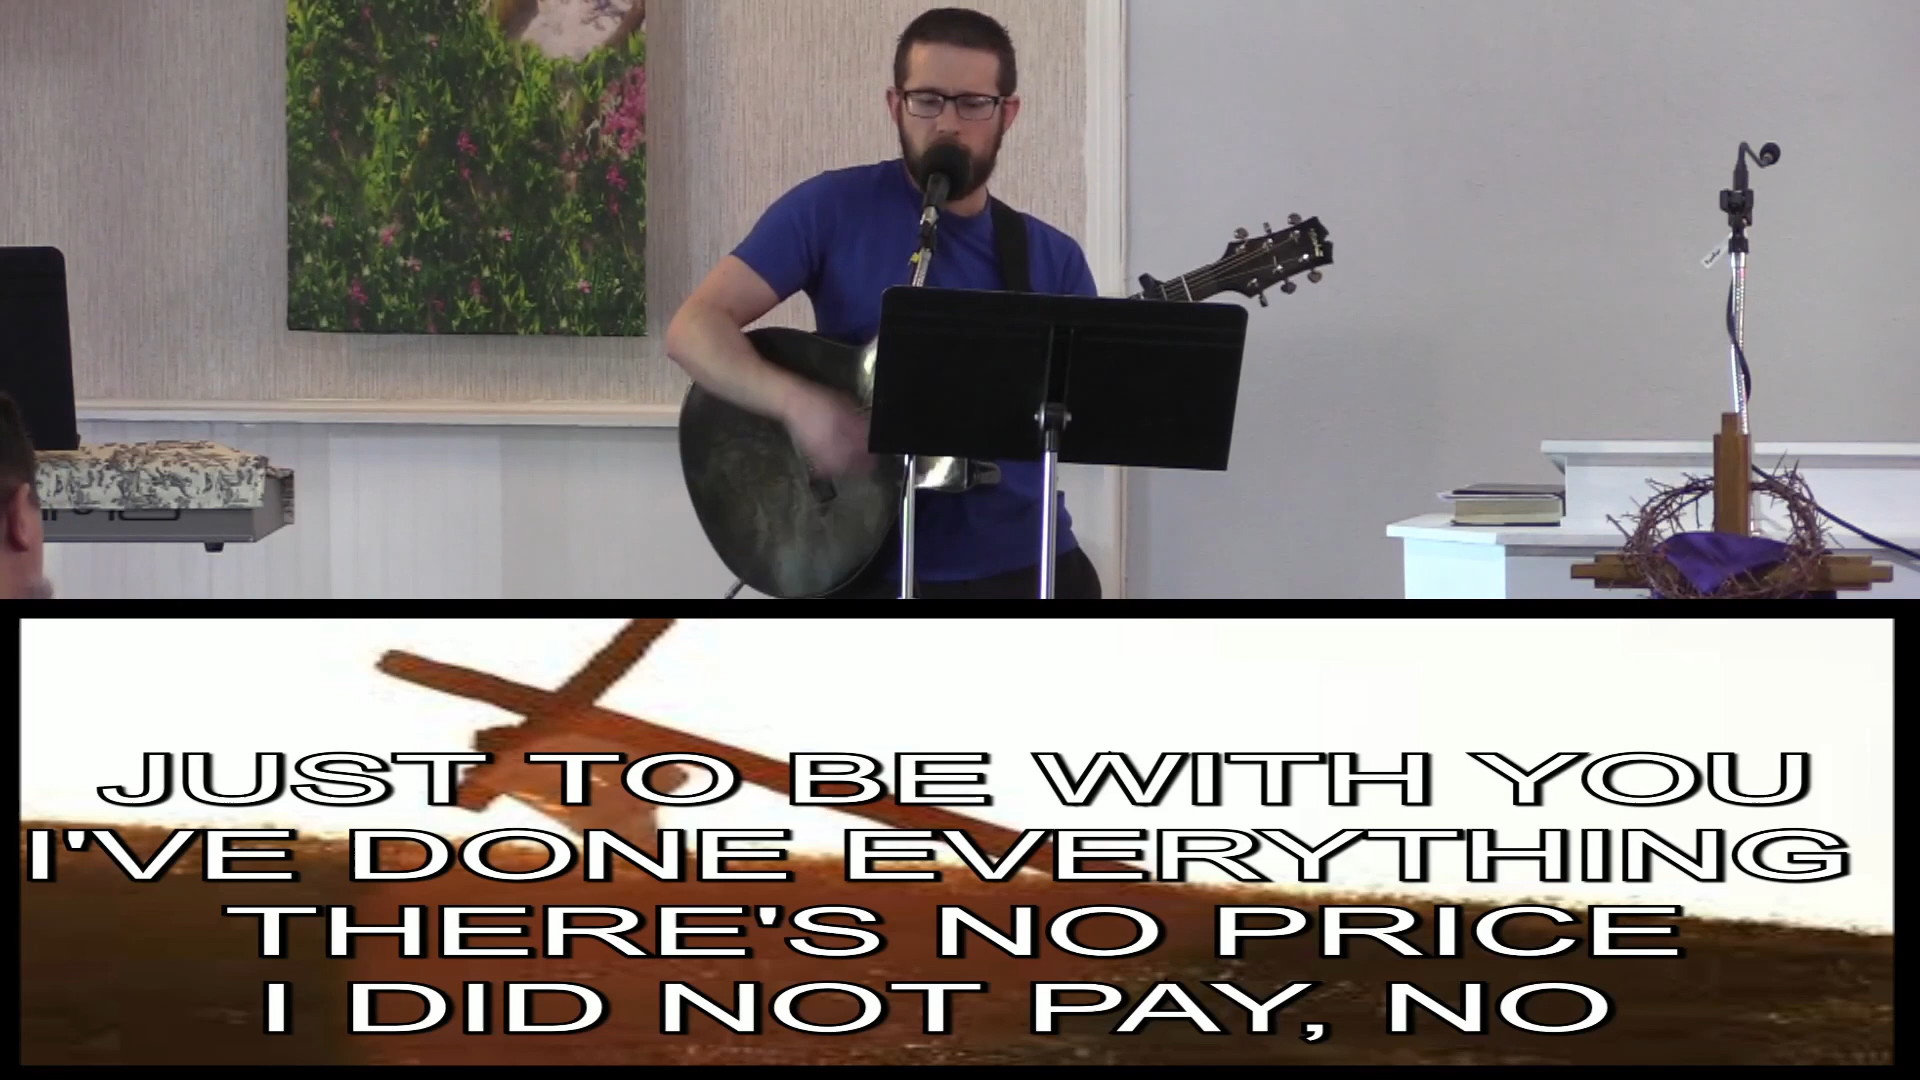 JUST TO BE WITH YOU
I'VE DONE EVERYTHING
THERE'S NO PRICE
I DID NOT PAY, NO